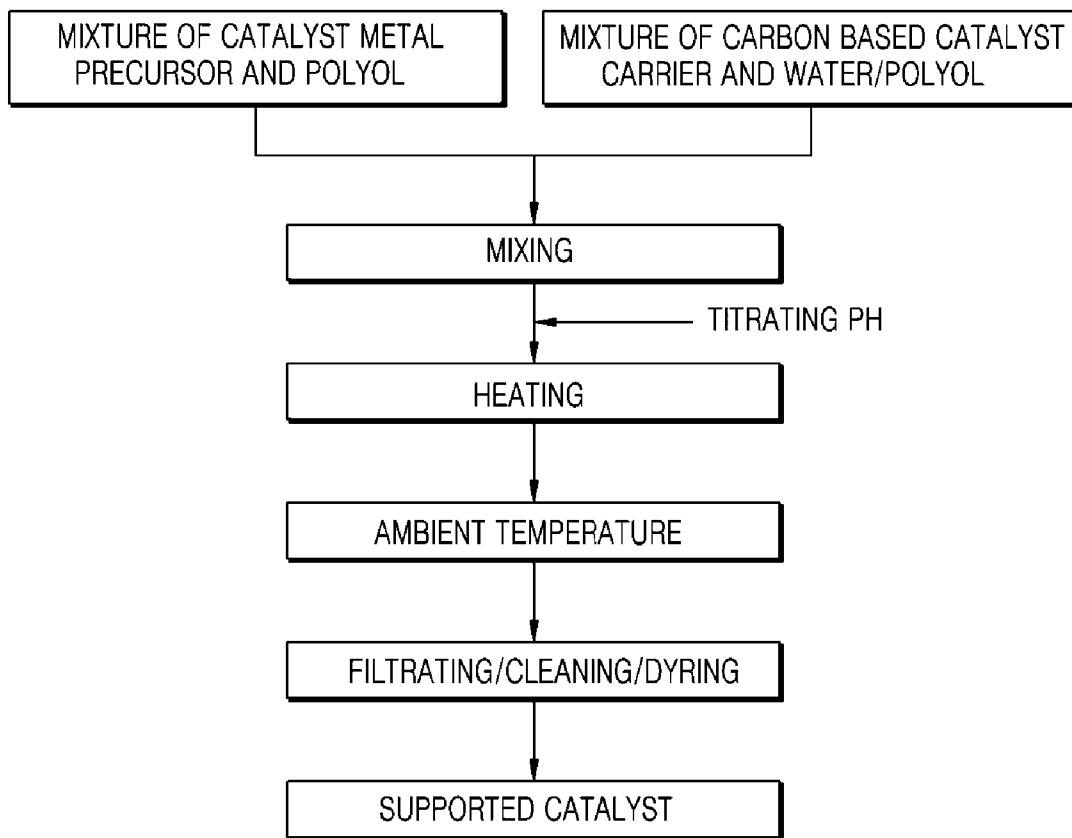 MIXTURE OF CATALYST METAL
PRECURSOR AND POLYOL
MIXTURE OF CARBON BASED CATALYST
CARRIER AND WATER/POLYOL
MIXING
TITRATING PH
HEATING
AMBIENT TEMPERATURE
FILTRATING/CLEANING/DYRING
SUPPORTED CATALYST